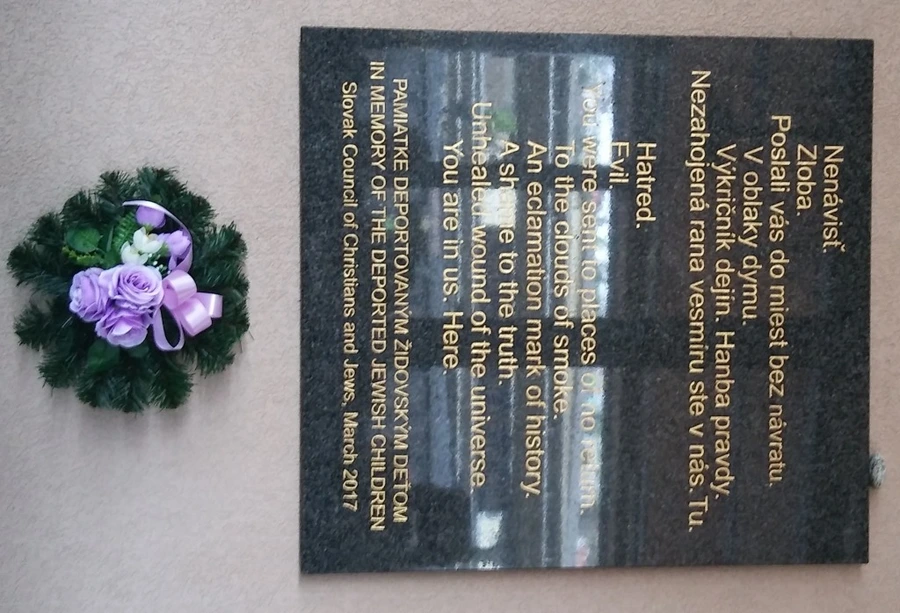 Nenávisť.
Zloba.
Poslali vás do miest bez návratu.
V oblaky dymu.
Výkričník dejín. Hanba pravdy.
Nezahojená rana vesmíru ste v nás. Tu.
Hatred.
Evil.
You were sent to places of no return.
To the clouds of smoke.
An eclamation mark of history.
A shame to the truth.
Unhealed wound of the universe.
You are in us. Here.
PAMIATKE DEPORTOVANÝM ŽIDOVSKÝM DEŤOM
IN MEMORY OF THE DEPORTED JEWISH CHILDREN
Slovak Council of Christians and Jews, March 2017